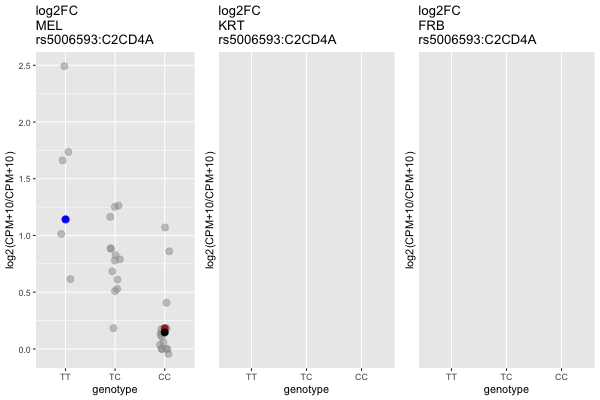 log2FC
MEL
rs5006593:C2CD4A
log2(CPM+10/CPM+10)
2.5
2.0
1.5
1.0
0.5
0.0
TT TC CC
genotype
log2FC
KRT
rs5006593:C2CD4A
log2(CPM+10/CPM+10)
TT TC CC
genotype
log2FC
FRB
rs5006593:C2CD4A
log2(CPM+10/CPM+10)
TT TC CC
genotype